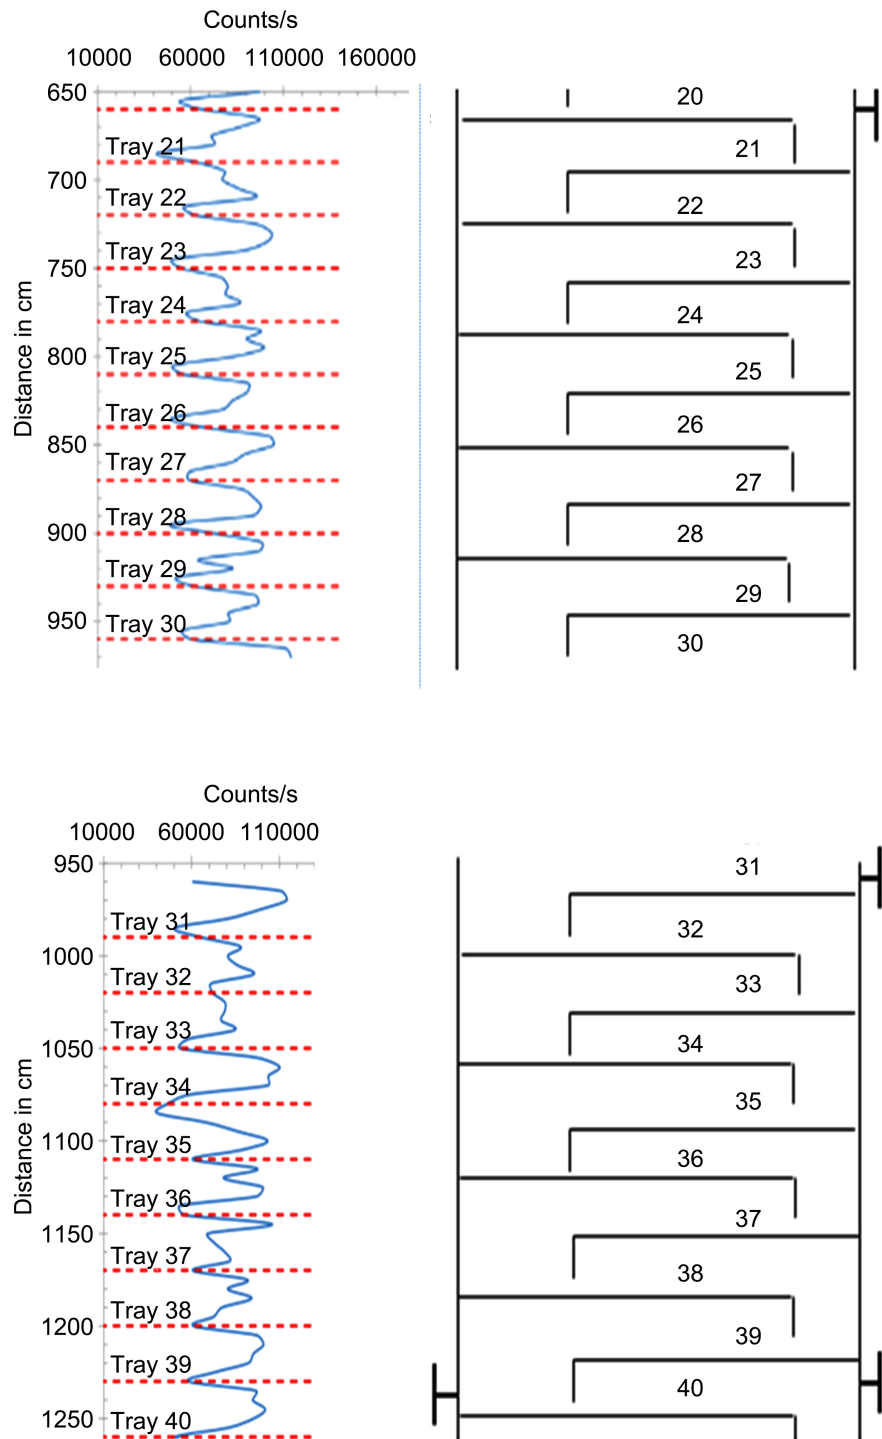 Counts/s
10000 60000 110000 160000
650
20
Tray 21
21
700
Tray 22
22
Tray 23
23
750
Tray 24
24
800
Tray 25
25
Tray 26
26
850
Tray 27
27
Tray 28
28
900
Tray 29
29
950
Tray 30
30
Distance in cm
Counts/s
10000 60000 110000
950
31
Tray 31
32
1000
Tray 32
33
Tray 33
34
1050
Tray 34
35
1100
Tray 35
36
Tray 36
37
1150
Tray 37
38
Tray 38
1200
39
Tray 39
40
1250
Tray 40
Distance in cm